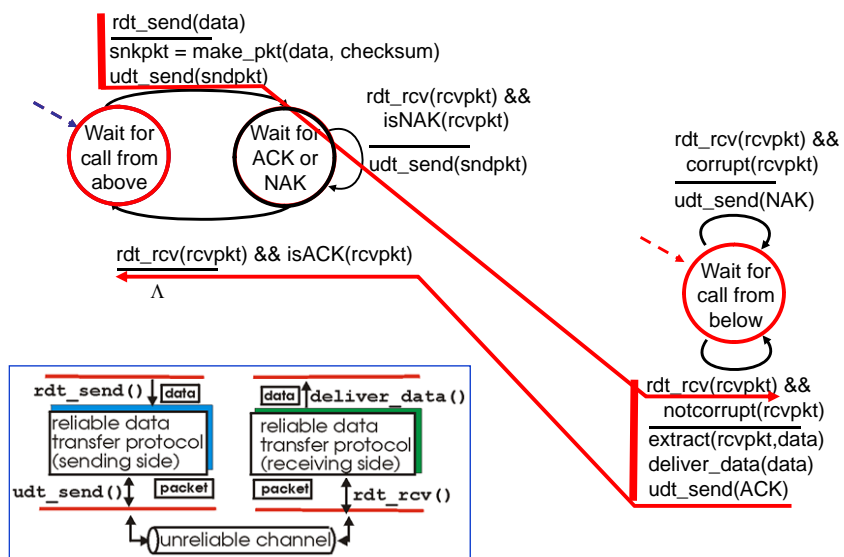 rdt_send(data)
snkpkt = make_pkt(data, checksum)
udt_send(sndpkt)
Wait for
call from
above
Wait for
ACK or
NAK
rdt_rcv(rcvpkt) &&
isNAK(rcvpkt)
udt_send(sndpkt)
rdt_rcv(rcvpkt) && isACK(rcvpkt)
Λ
rdt_rcv(rcvpkt) &&
corrupt(rcvpkt)
udt_send(NAK)
Wait for
call from
below
rdt_rcv(rcvpkt) &&
notcorrupt(rcvpkt)
extract(rcvpkt,data)
deliver_data(data)
udt_send(ACK)
rdt_send()
data
reliable data
transfer protocol
(sending side)
udt_send()
packet
data
deliver_data()
reliable data
transfer protocol
(receiving side)
packet
rdt_rcv()
unreliable channel